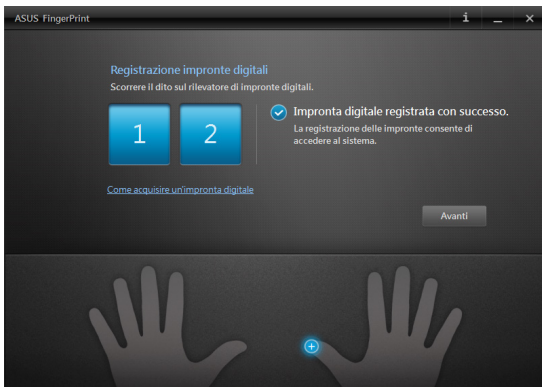 ASUS FingerPrint
Registrazione impronte digitali
Scorrere il dito sul rilevatore di impronte digitali.
1 2
Impronta digitale registrata con successo.
La registrazione delle impronte consente di
accedere al sistema.
Come acquisire un'impronta digitale
Avanti